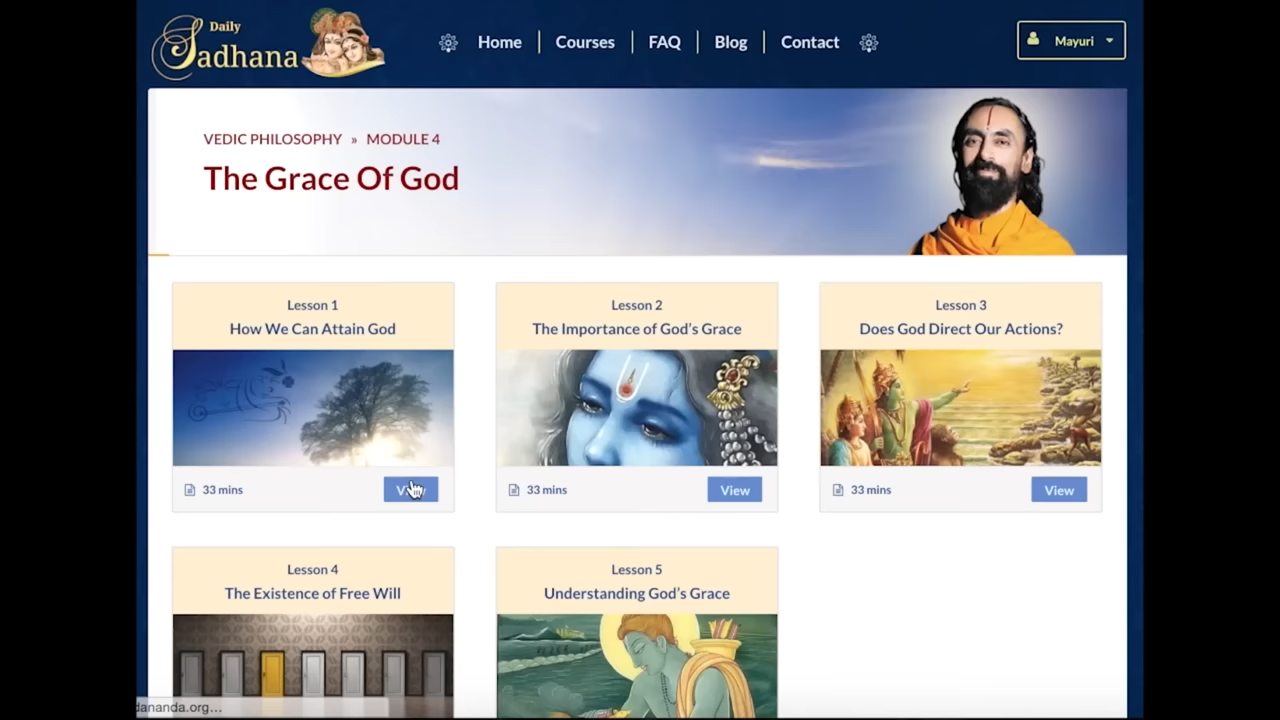 Daily
Sadhana
Home
Courses
FAQ
Blog
Contact
Mayuri
VEDIC PHILOSOPHY » MODULE 4
The Grace Of God
Lesson 1
How We Can Attain God
33 mins
Lesson 2
The Importance of God's Grace
33 mins
View
Lesson 3
Does God Direct Our Actions?
33 mins
View
Lesson 4
The Existence of Free Will
Lesson 5
Understanding God's Grace
dananda.org...